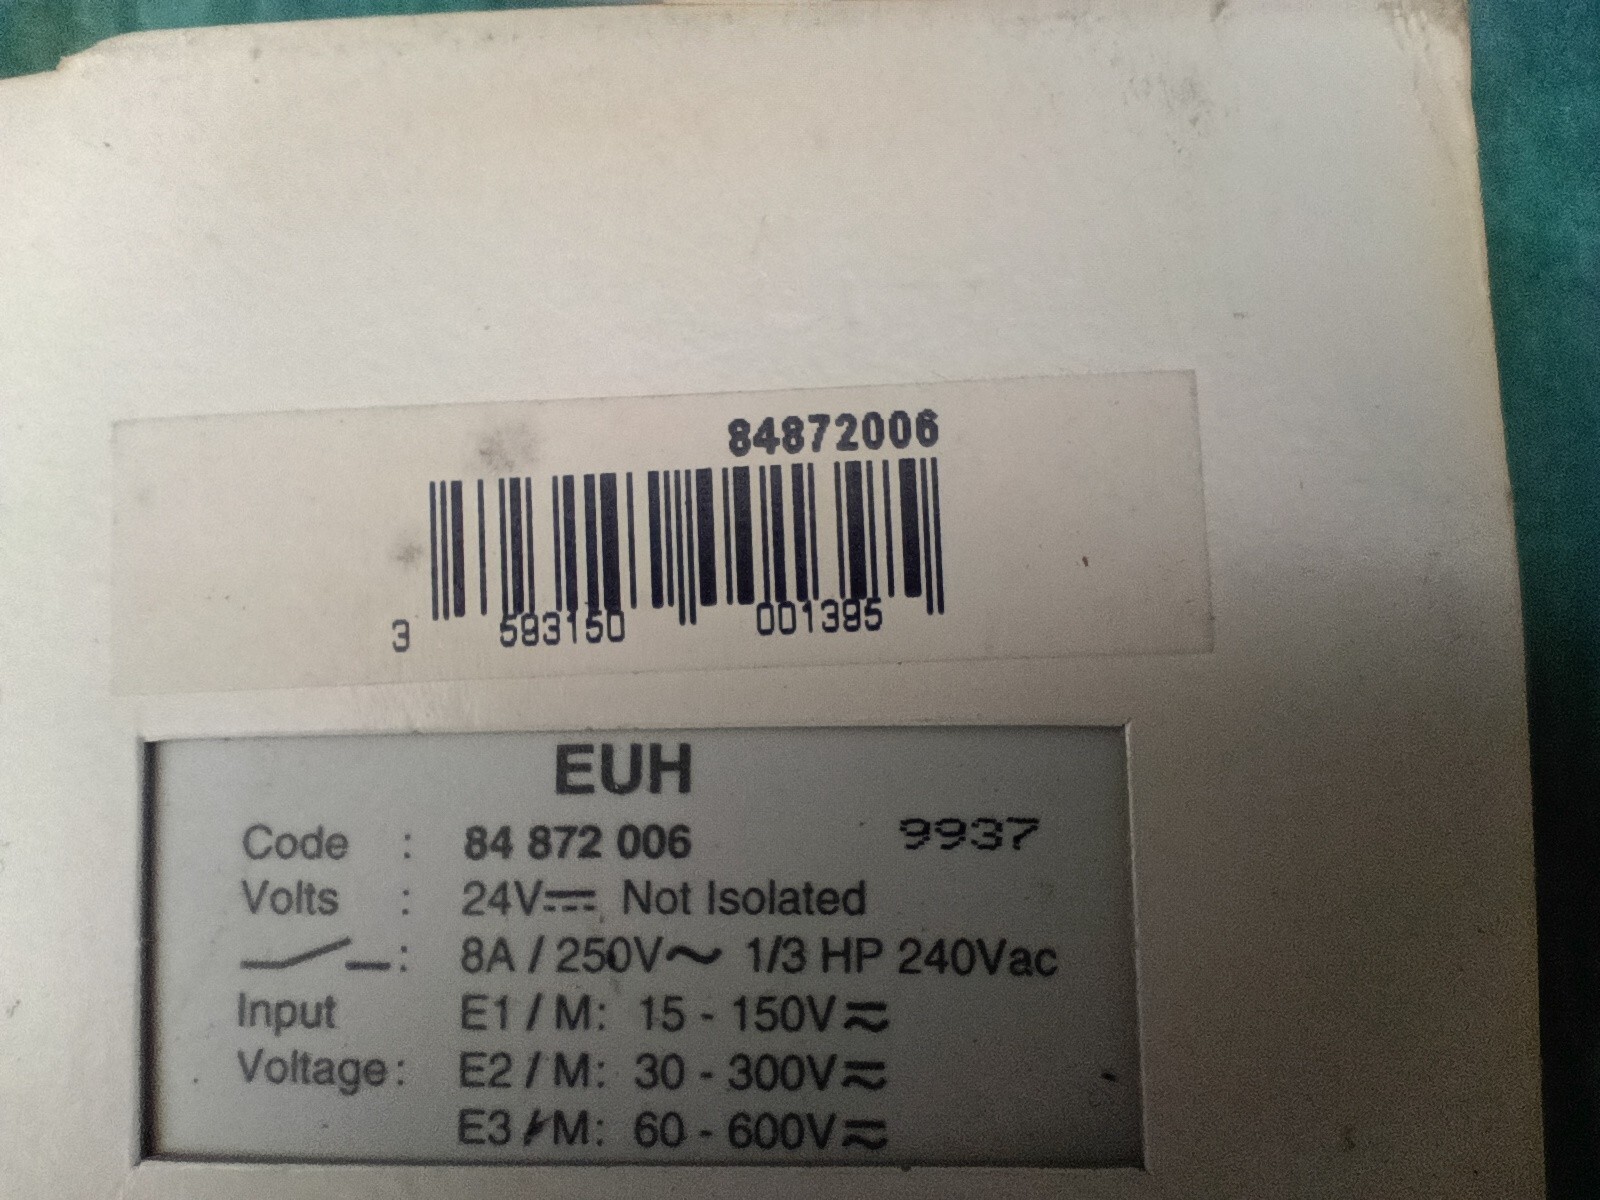 84872006
3 593150 001395
EUH
Code : 84 872 006 9937
Volts : 24V⎓ Not Isolated
: 8A / 250V~ 1/3 HP 240Vac
Input E1 / M: 15 - 150V≂
Voltage: E2 / M: 30 - 300V≂
E3 / M: 60 - 600V≂